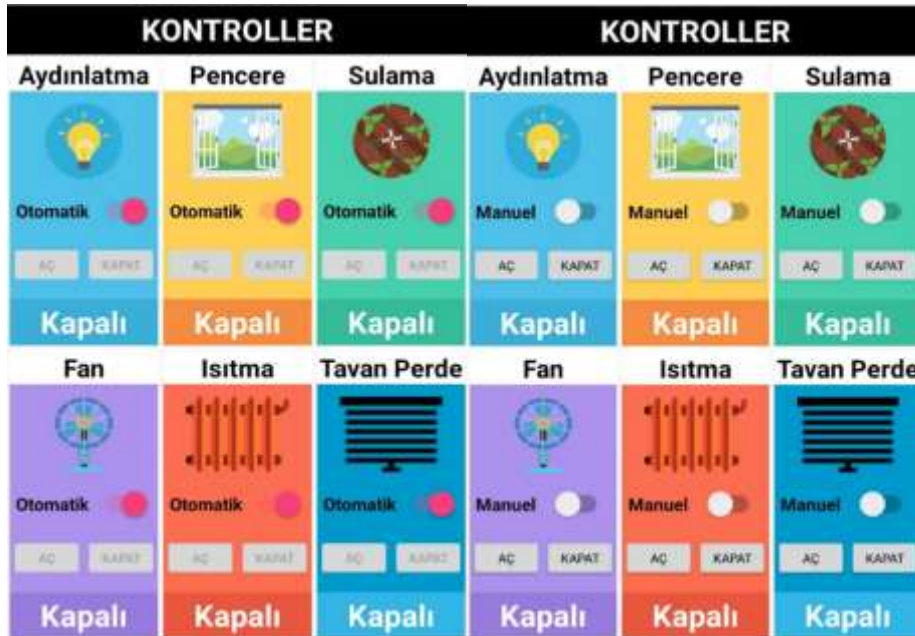 KONTROLLER KONTROLLER
Aydınlatma Pencere Sulama Aydınlatma Pencere Sulama
Otomatik Otomatik Otomatik Manuel Manuel Manuel
AÇ KAPAT AÇ KAPAT AÇ KAPAT AÇ KAPAT AÇ KAPAT AÇ KAPAT
Kapalı Kapalı Kapalı Kapalı Kapalı Kapalı
Fan Isıtma Tavan Perde Fan Isıtma Tavan Perde
Otomatik Otomatik Otomatik Manuel Manuel Manuel
AÇ KAPAT AÇ KAPAT AÇ KAPAT AÇ KAPAT AÇ KAPAT AÇ KAPAT
Kapalı Kapalı Kapalı Kapalı Kapalı Kapalı